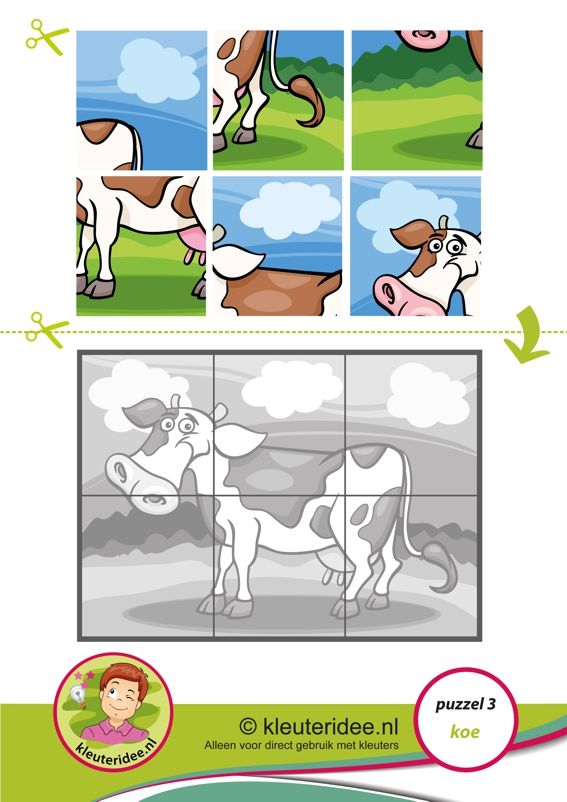 kleuteridee.nl
© kleuteridee.nl
Alleen voor direct gebruik met kleuters
puzzel 3
koe